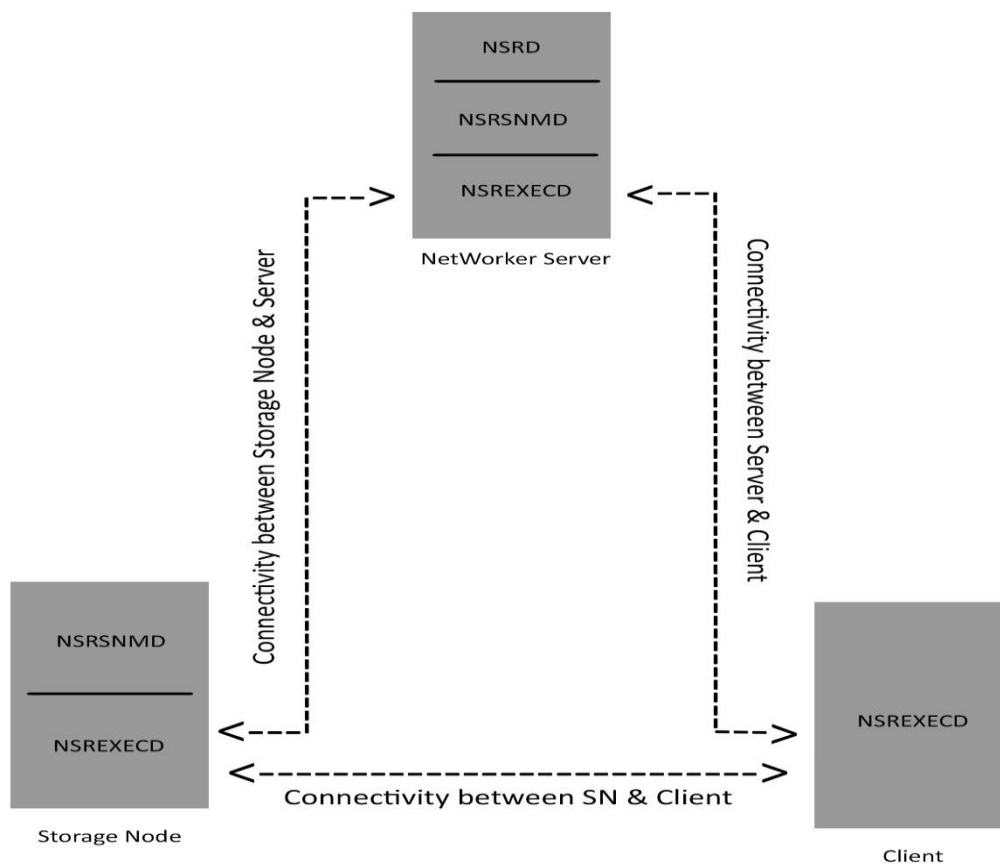 NSRD
NSRSNMD
NSREXECD
NetWorker Server
Connectivity between Storage Node & Server
Connectivity between Server & Client
NSRSNMD
NSREXECD
Storage Node
NSREXECD
Client
Connectivity between SN & Client